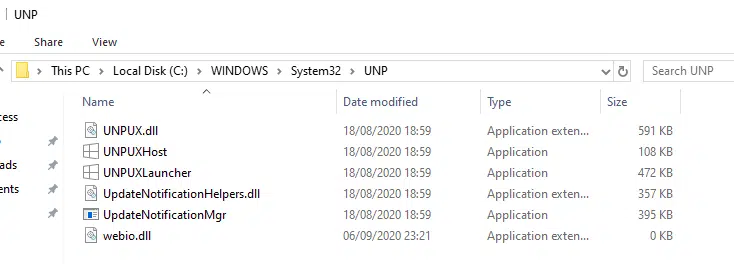 UNP
e Share View
This PC > Local Disk (C:) > WINDOWS > System32 > UNP Search UNP
Name Date modified Type Size
cess
UNPUX.dll 18/08/2020 18:59 Application exten... 591 KB
UNPUXHost 18/08/2020 18:59 Application 108 KB
ads UNPUXLauncher 18/08/2020 18:59 Application 472 KB
ents UpdateNotificationHelpers.dll 18/08/2020 18:59 Application exten... 357 KB
UpdateNotificationMgr 18/08/2020 18:59 Application 395 KB
webio.dll 06/09/2020 23:21 Application exten... 0 KB